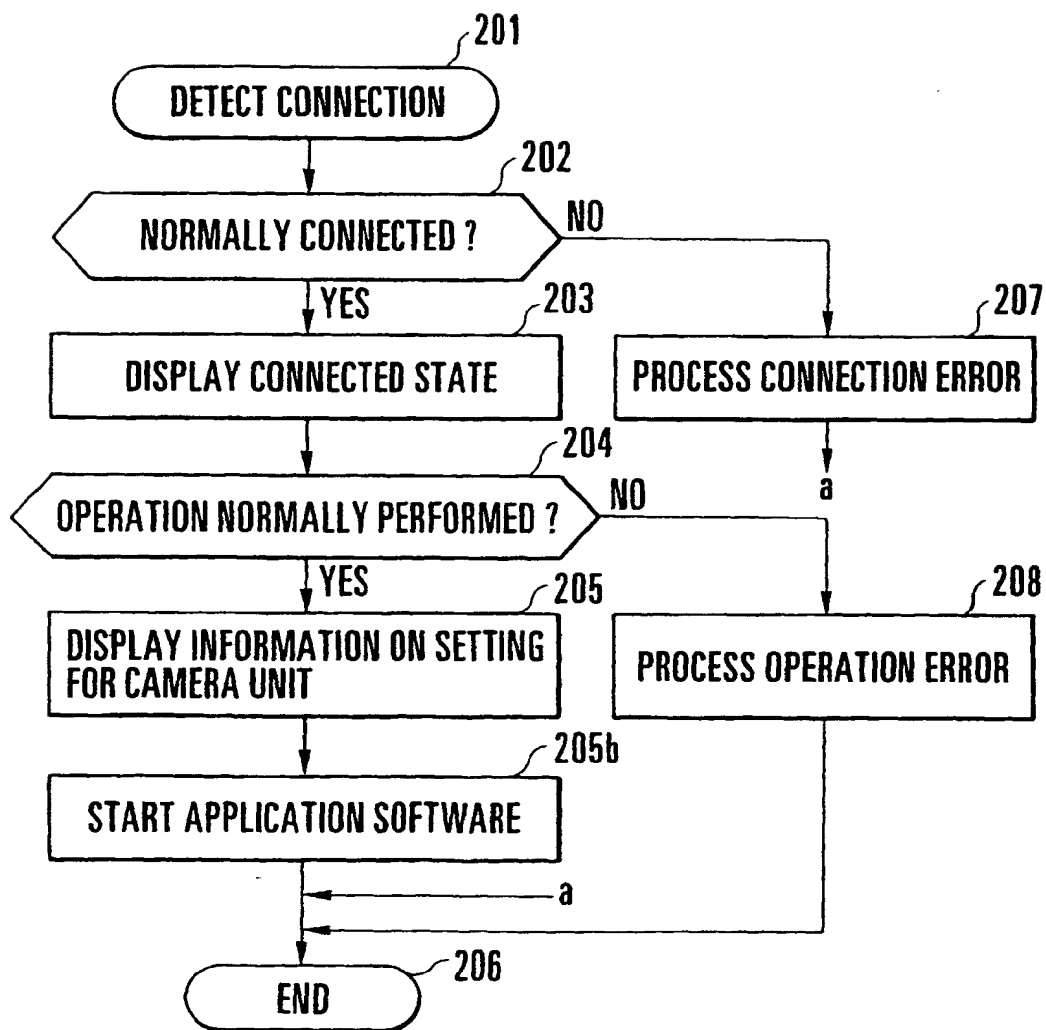 201
DETECT CONNECTION
202
NORMALLY CONNECTED ?
NO
YES
203
207
DISPLAY CONNECTED STATE
PROCESS CONNECTION ERROR
204
a
OPERATION NORMALLY PERFORMED ?
NO
YES
205
208
DISPLAY INFORMATION ON SETTING
FOR CAMERA UNIT
PROCESS OPERATION ERROR
205b
START APPLICATION SOFTWARE
a
206
END